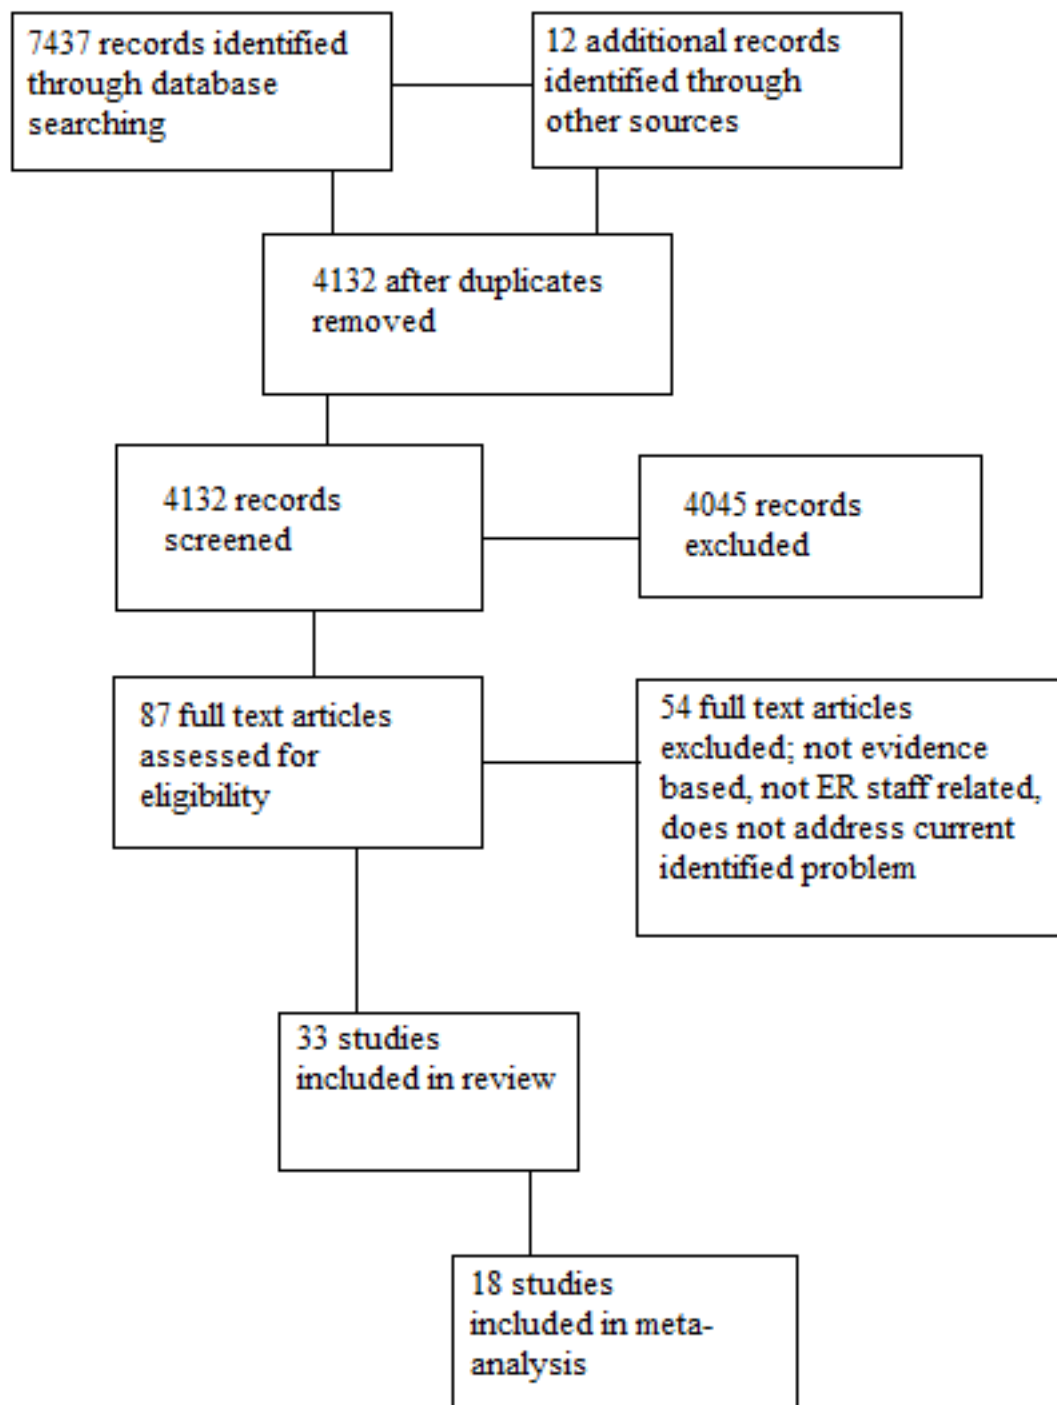 7437 records identified
through database
searching
12 additional records
identified through
other sources
4132 after duplicates
removed
4132 records
screened
4045 records
excluded
87 full text articles
assessed for
eligibility
54 full text articles
excluded; not evidence
based, not ER staff related,
does not address current
identified problem
33 studies
included in review
18 studies
included in meta-
analysis